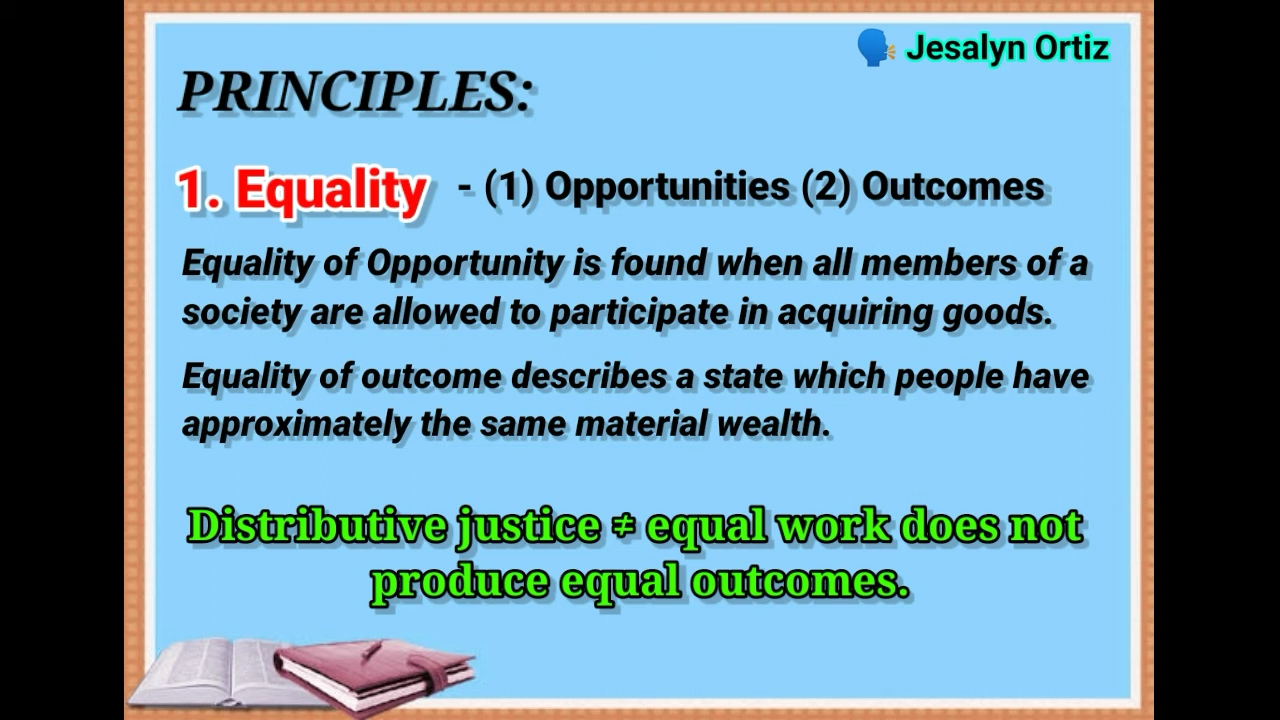 Jesalyn Ortiz
PRINCIPLES:
1. Equality - (1) Opportunities (2) Outcomes
Equality of Opportunity is found when all members of a
society are allowed to participate in acquiring goods.
Equality of outcome describes a state which people have
approximately the same material wealth.
Distributive justice ≠ equal work does not
produce equal outcomes.